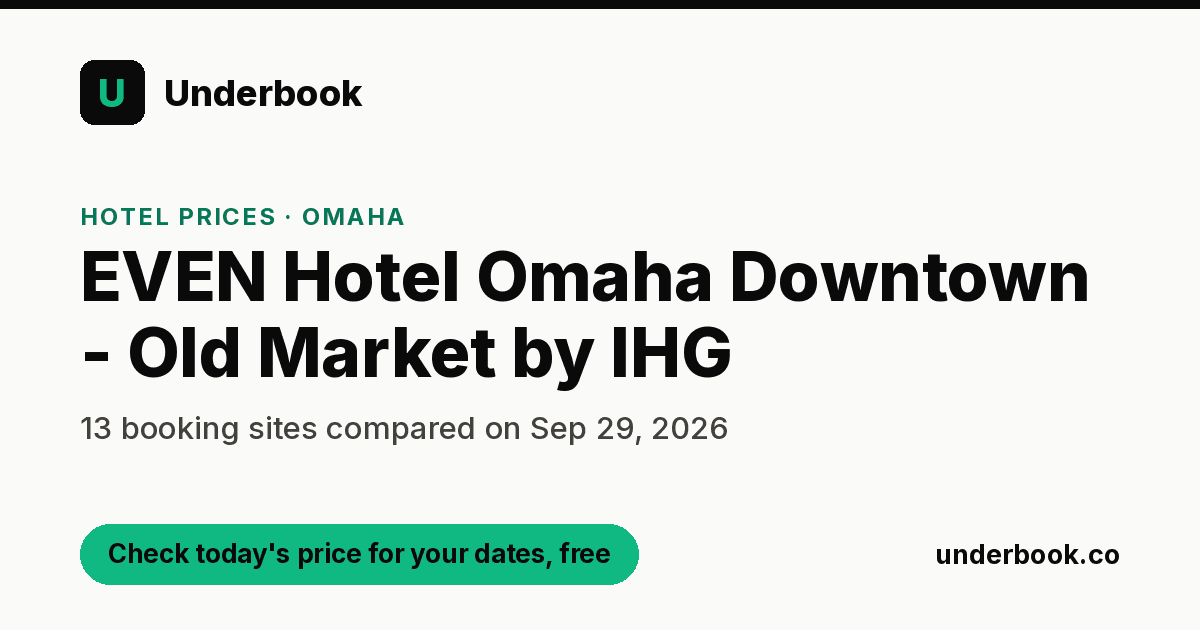 U Underbook
HOTEL PRICES · OMAHA
EVEN Hotel Omaha Downtown
- Old Market by IHG
13 booking sites compared on Sep 29, 2026
Check today's price for your dates, free
underbook.co